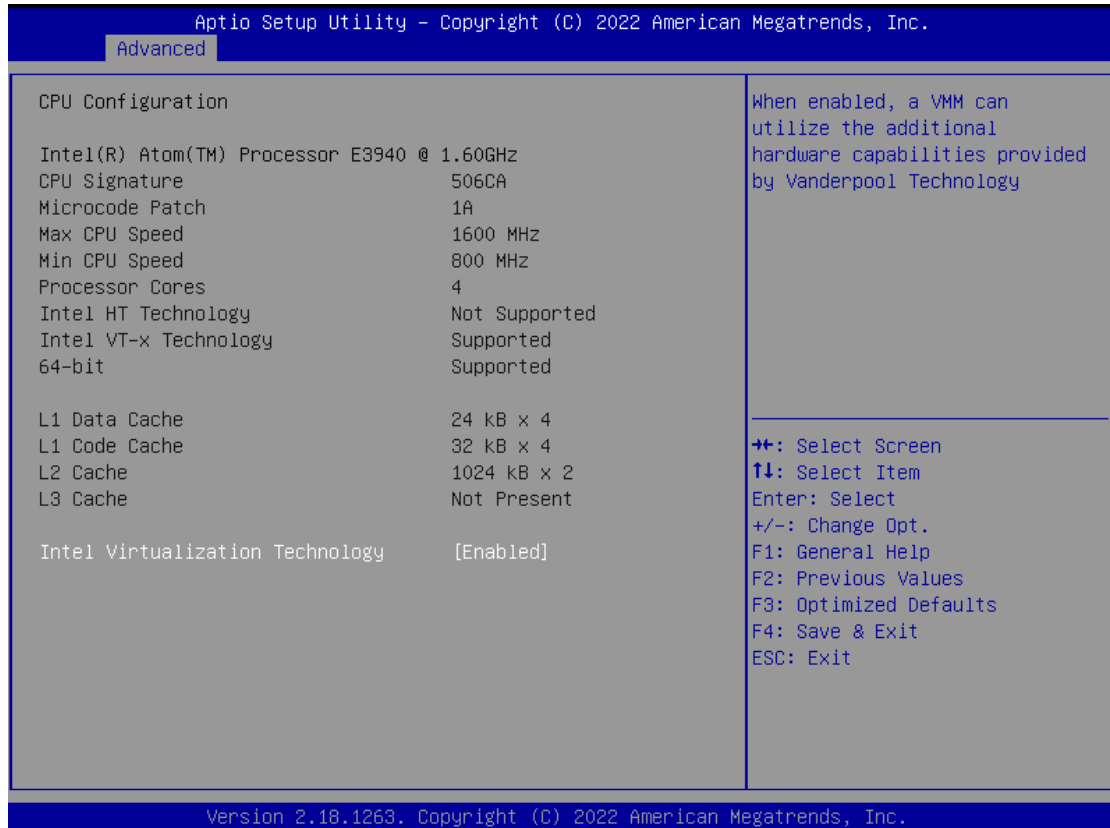 Aptio Setup Utility – Copyright (C) 2022 American Megatrends, Inc.
Advanced
CPU Configuration
Intel(R) Atom(TM) Processor E3940 @ 1.60GHz
CPU Signature 506CA
Microcode Patch 1A
Max CPU Speed 1600 MHz
Min CPU Speed 800 MHz
Processor Cores 4
Intel HT Technology Not Supported
Intel VT-x Technology Supported
64-bit Supported
L1 Data Cache 24 kB x 4
L1 Code Cache 32 kB x 4
L2 Cache 1024 kB x 2
L3 Cache Not Present
Intel Virtualization Technology [Enabled]
When enabled, a VMM can
utilize the additional
hardware capabilities provided
by Vanderpool Technology
→←: Select Screen
↑↓: Select Item
Enter: Select
+/-: Change Opt.
F1: General Help
F2: Previous Values
F3: Optimized Defaults
F4: Save & Exit
ESC: Exit
Version 2.18.1263. Copyright (C) 2022 American Megatrends, Inc.